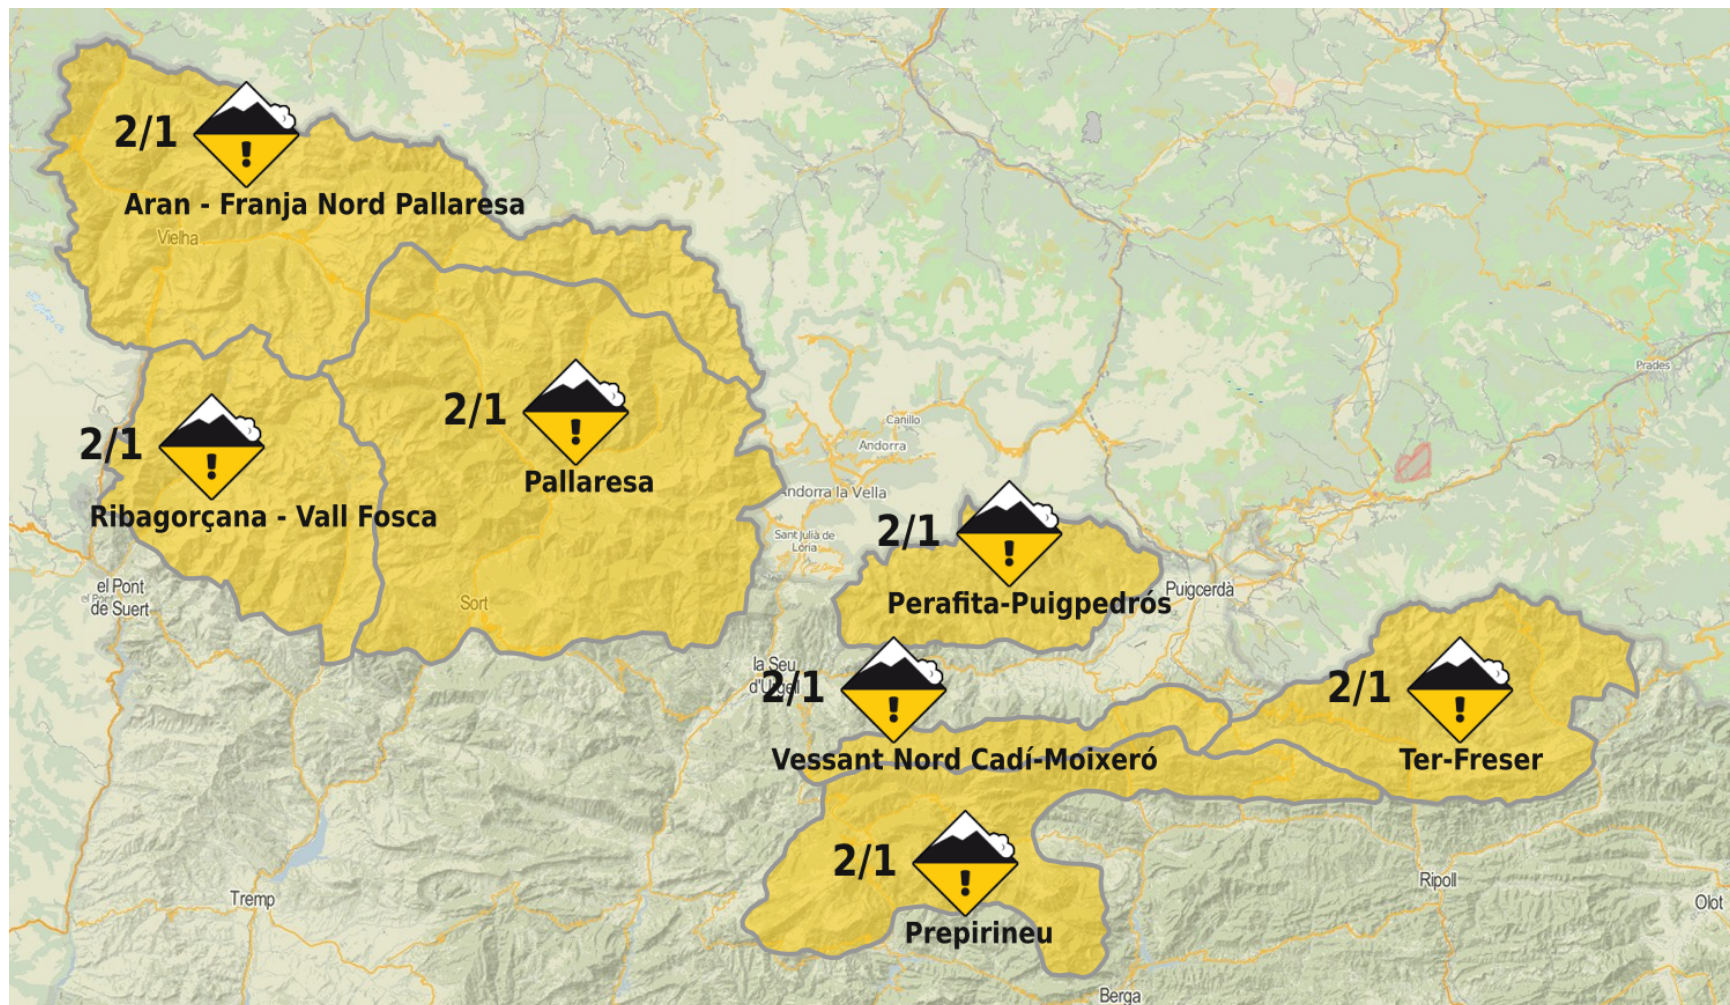 2/1
Aran - Franja Nord Pallaresa
Vielha
Prades
2/1
Pallaresa
Canillo
Andorra
2/1
Ribagorçana - Vall Fosca
Andorra la Vella
2/1
Sant Julià de
Lòria
el Pont
de Suert
Sort
Perafita-Puigpedrós
Puigcerdà
la Seu
d'Urgell
2/1
Vessant Nord Cadí-Moixeró
2/1
Ter-Freser
2/1
Prepirineu
Tremp
Ripoll
Olot
Berga